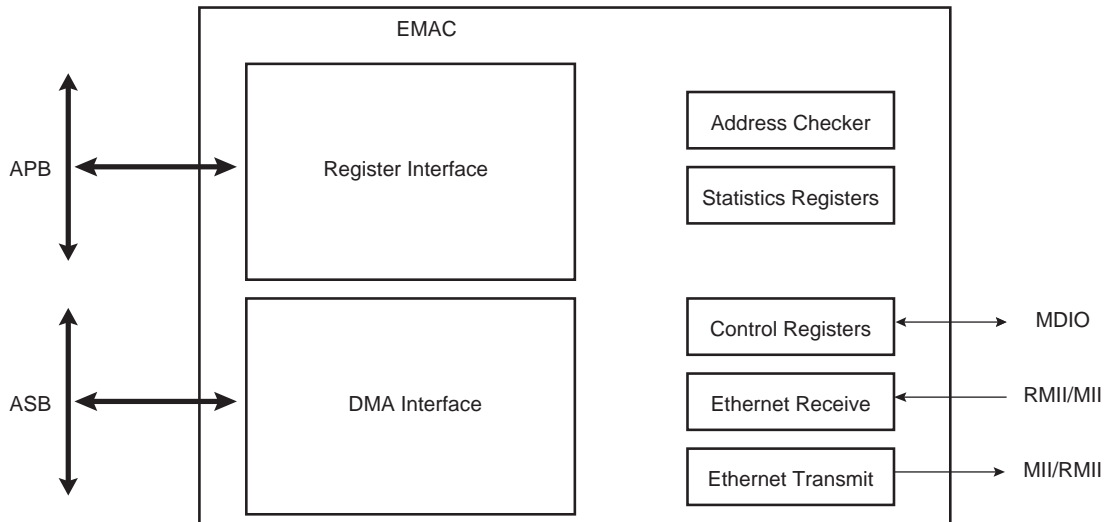 EMAC
APB
Register Interface
Address Checker
Statistics Registers
ASB
DMA Interface
Control Registers
MDIO
Ethernet Receive
RMII/MII
Ethernet Transmit
MII/RMII